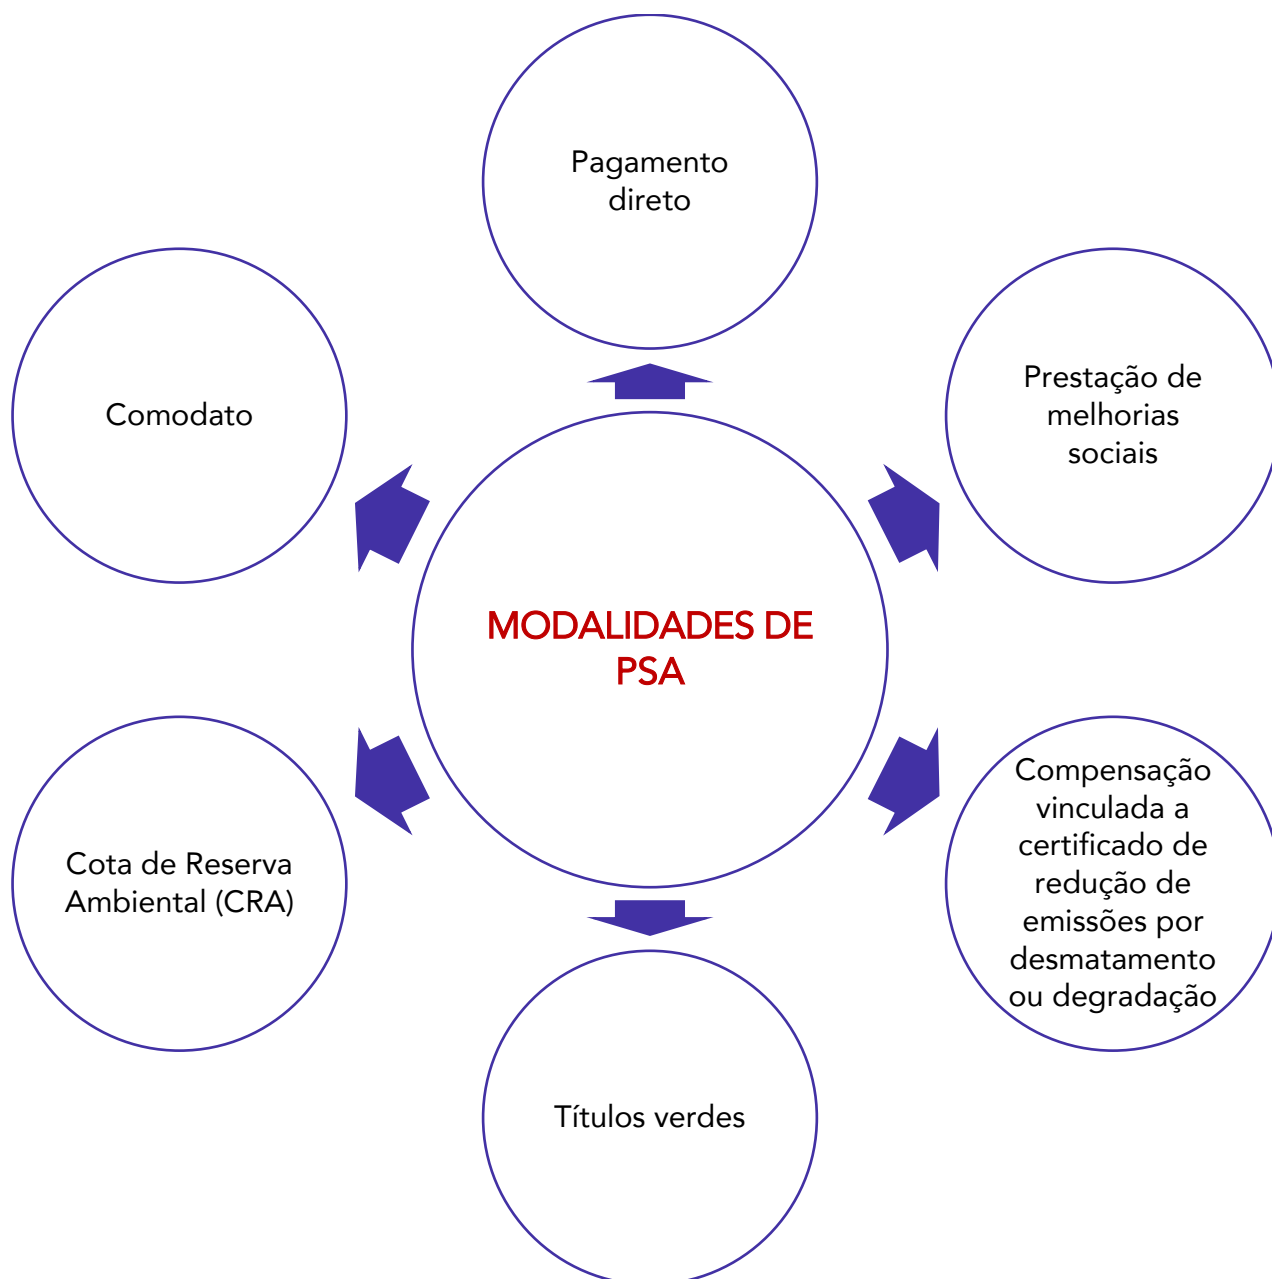 Pagamento
direto
Prestação de
melhorias
sociais
Compensação
vinculada a
certificado de
redução de
emissões por
desmatamento
ou degradação
Títulos verdes
Cota de Reserva
Ambiental (CRA)
Comodato
MODALIDADES DE
PSA